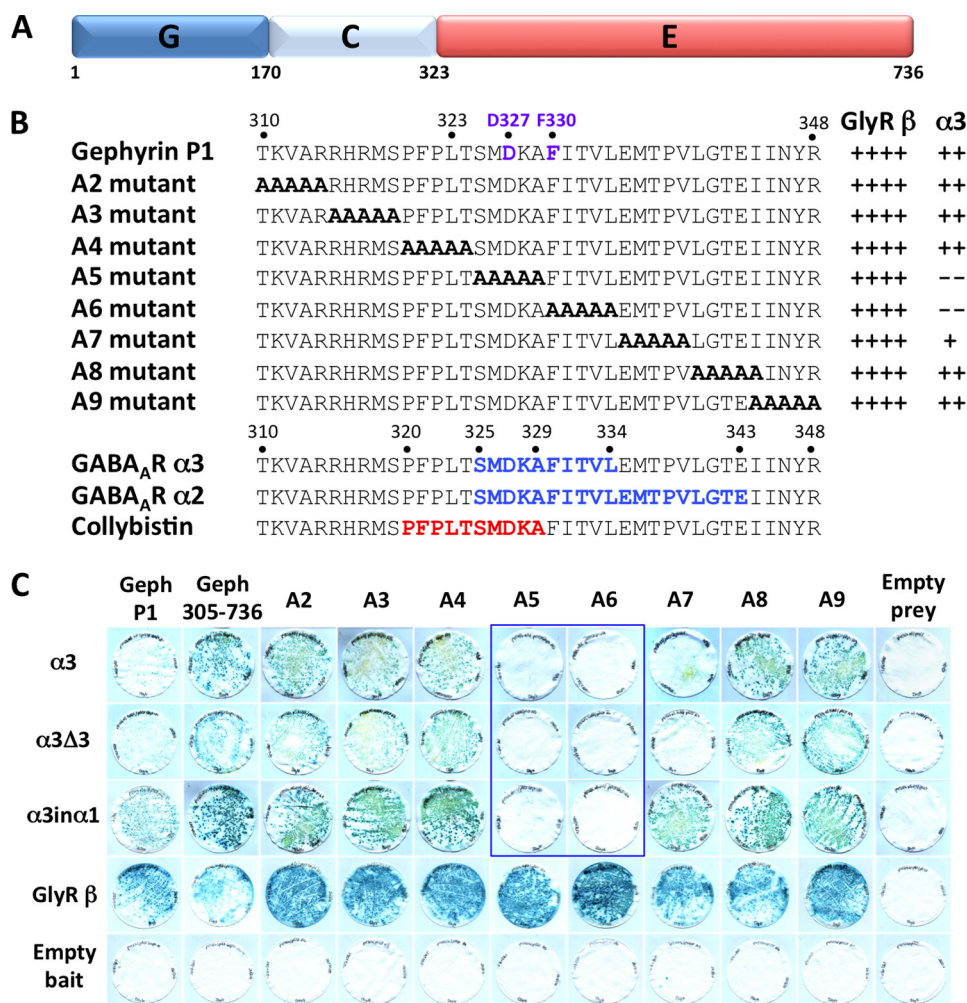 A
G C E
1 170 323 736
B
310 323 D327 F330 348 GlyR β α3
Gephyrin P1 TKVARRHRMSPFPLTSMDKAFITVLEMTPVLGTEIINYR ++++ ++
A2 mutant AAAAARHRMSPFPLTSMDKAFITVLEMTPVLGTEIINYR ++++ ++
A3 mutant TKVARAAAAAPFPLTSMDKAFITVLEMTPVLGTEIINYR ++++ ++
A4 mutant TKVARRHRMSAAAAASMDKAFITVLEMTPVLGTEIINYR ++++ ++
A5 mutant TKVARRHRMSPFPLTAAAAAFITVLEMTPVLGTEIINYR ++++ --
A6 mutant TKVARRHRMSPFPLTSMDKAAAAAAEMTPVLGTEIINYR ++++ --
A7 mutant TKVARRHRMSPFPLTSMDKAFITVLAAAAALGTEIINYR ++++ +
A8 mutant TKVARRHRMSPFPLTSMDKAFITVLEMTPVAAAAAINYR ++++ ++
A9 mutant TKVARRHRMSPFPLTSMDKAFITVLEMTPVLGTEAAAAA ++++ ++
310 320 325 329 334 343 348
GABAAR α3 TKVARRHRMSPFPLTSMDKAFITVLEMTPVLGTEIINYR
GABAAR α2 TKVARRHRMSPFPLTSMDKAFITVLEMTPVLGTEIINYR
Collybistin TKVARRHRMSPFPLTSMDKAFITVLEMTPVLGTEIINYR
C
Geph P1 Geph 305-736 A2 A3 A4 A5 A6 A7 A8 A9 Empty prey
α3
α3Δ3
α3inα1
GlyR β
Empty bait